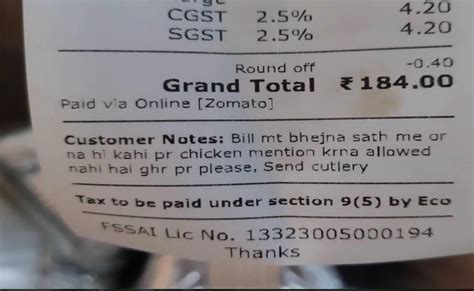 CGST 2.5% 4.20
SGST 2.5% 4.20
Round off -0.40
Grand Total ₹184.00
Paid via Online [Zomato]
Customer Notes: Bill mt bhejna sath me or
na hi kahi pr chicken mention krna allowed
nahi hai ghr pr please, Send cutlery
Tax to be paid under section 9(5) by Eco
FSSAI Lic No. 13323005000194
Thanks